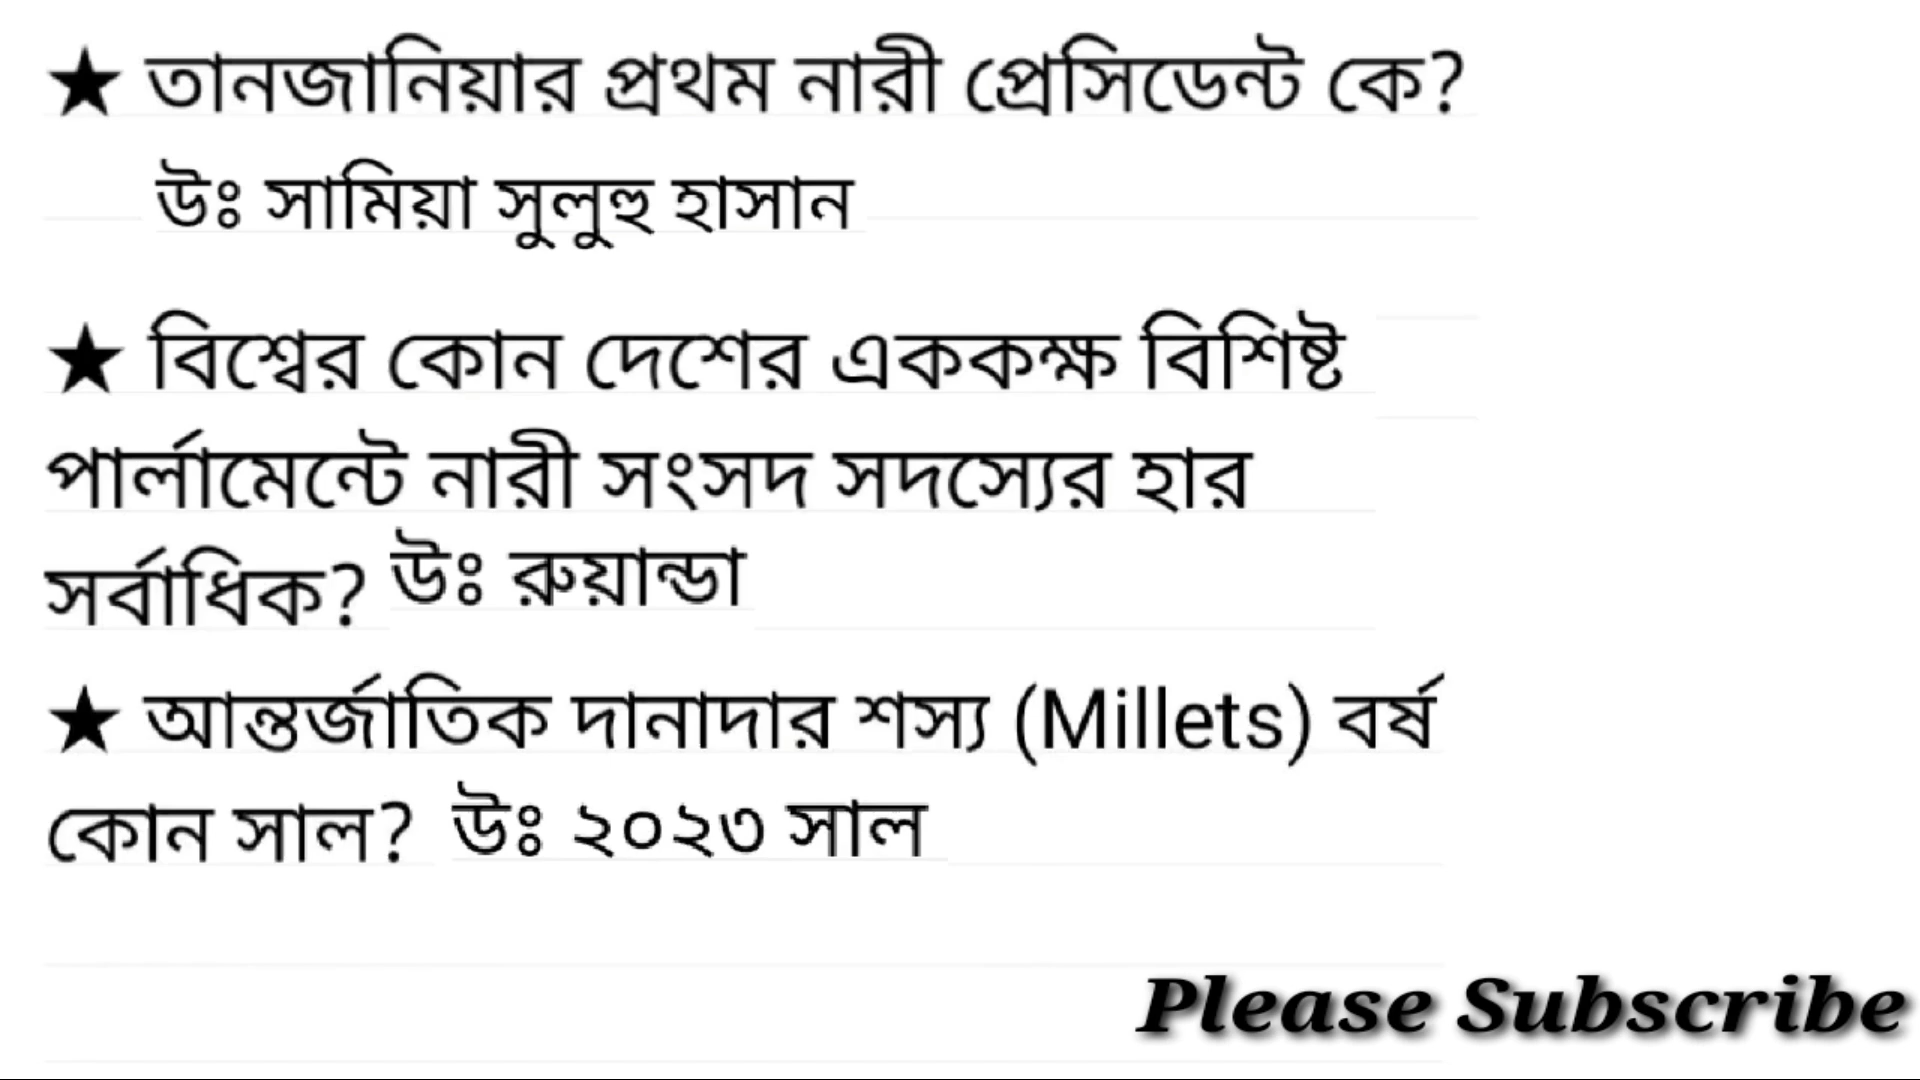 ★ তানজানিয়ার প্রথম নারী প্রেসিডেন্ট কে?
উঃ সামিয়া সুলুহু হাসান
★ বিশ্বের কোন দেশের এককক্ষ বিশিষ্ট
পার্লামেন্টে নারী সংসদ সদস্যের হার
সর্বাধিক? উঃ রুয়ান্ডা
★ আন্তর্জাতিক দানাদার শস্য (Millets) বর্ষ
কোন সাল? উঃ ২০২৩ সাল
Please Subscribe